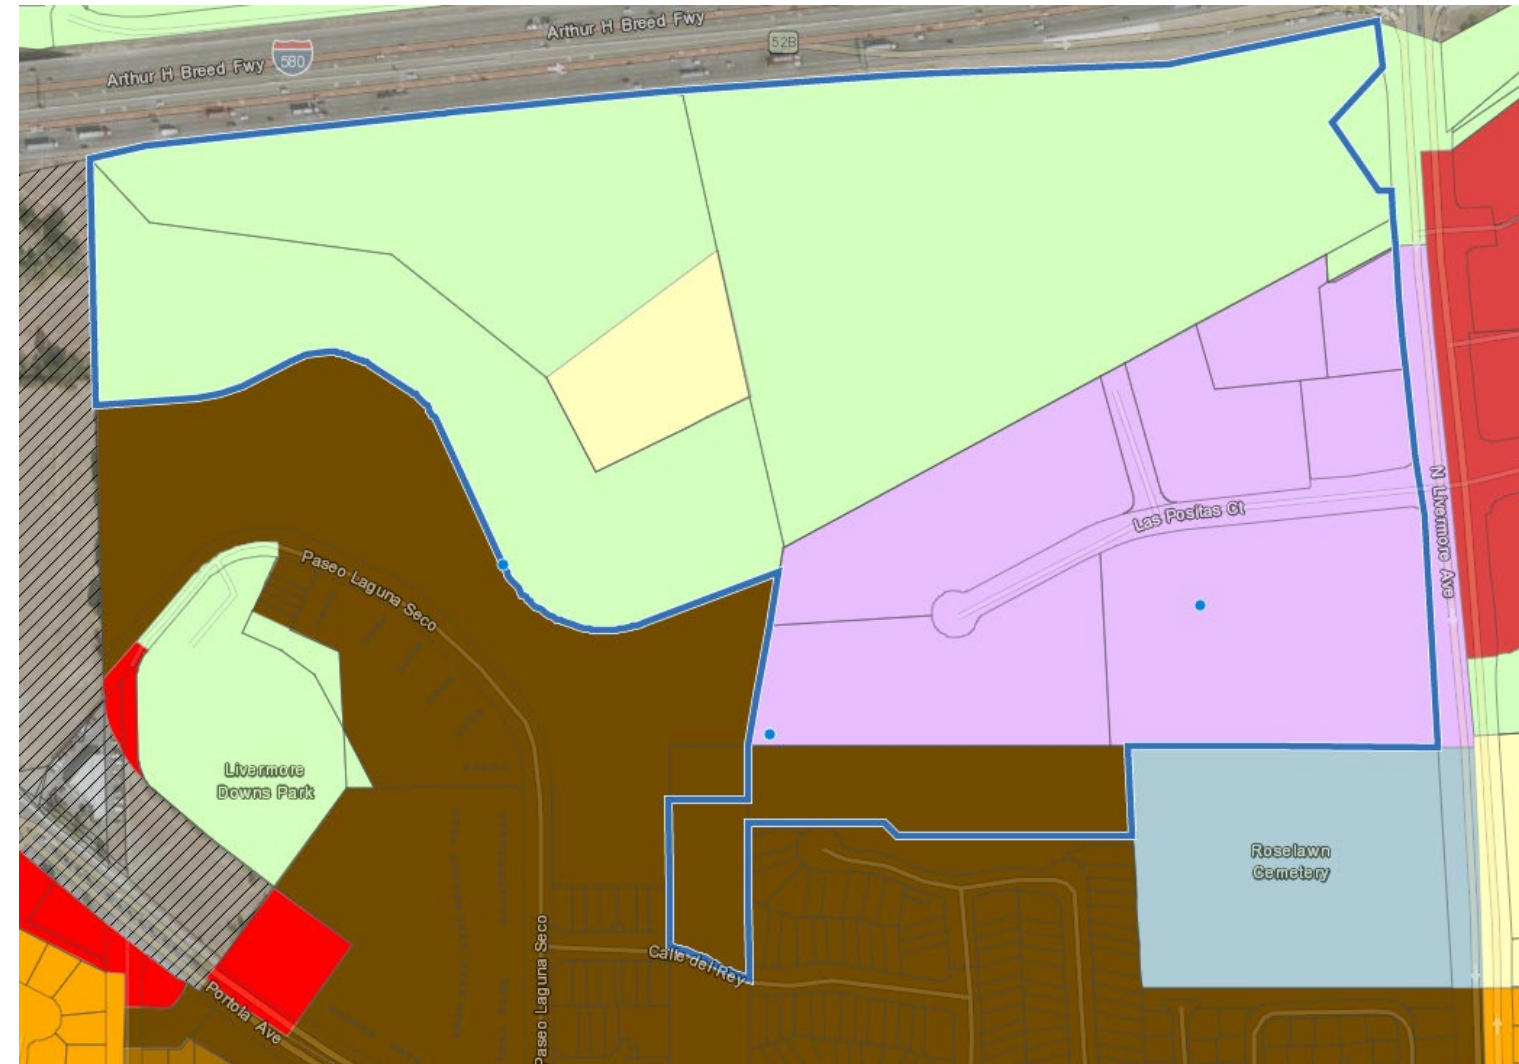 Arthur H Breed Fwy
52B
580
Arthur H Breed Fwy
N Livermore Ave
Las Positas Ct
Paseo Laguna Seco
Livermore
Downs Park
Roselawn
Cemetery
Calle del Rey
Paseo Laguna Seco
Portola Ave